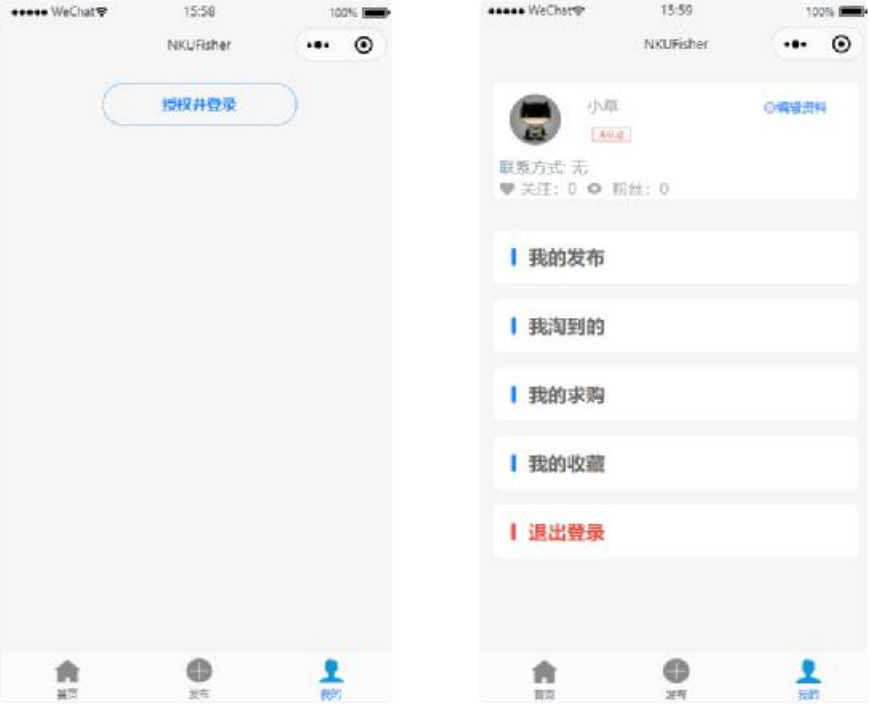 WeChat 15:58 100%
NKUFisher
授权并登录
首页 发布 我的
WeChat 15:59 100%
NKUFisher
小草 编辑资料
未认证
联系方式: 无
关注: 0 粉丝: 0
我的发布
我淘到的
我的求购
我的收藏
退出登录
首页 发布 我的